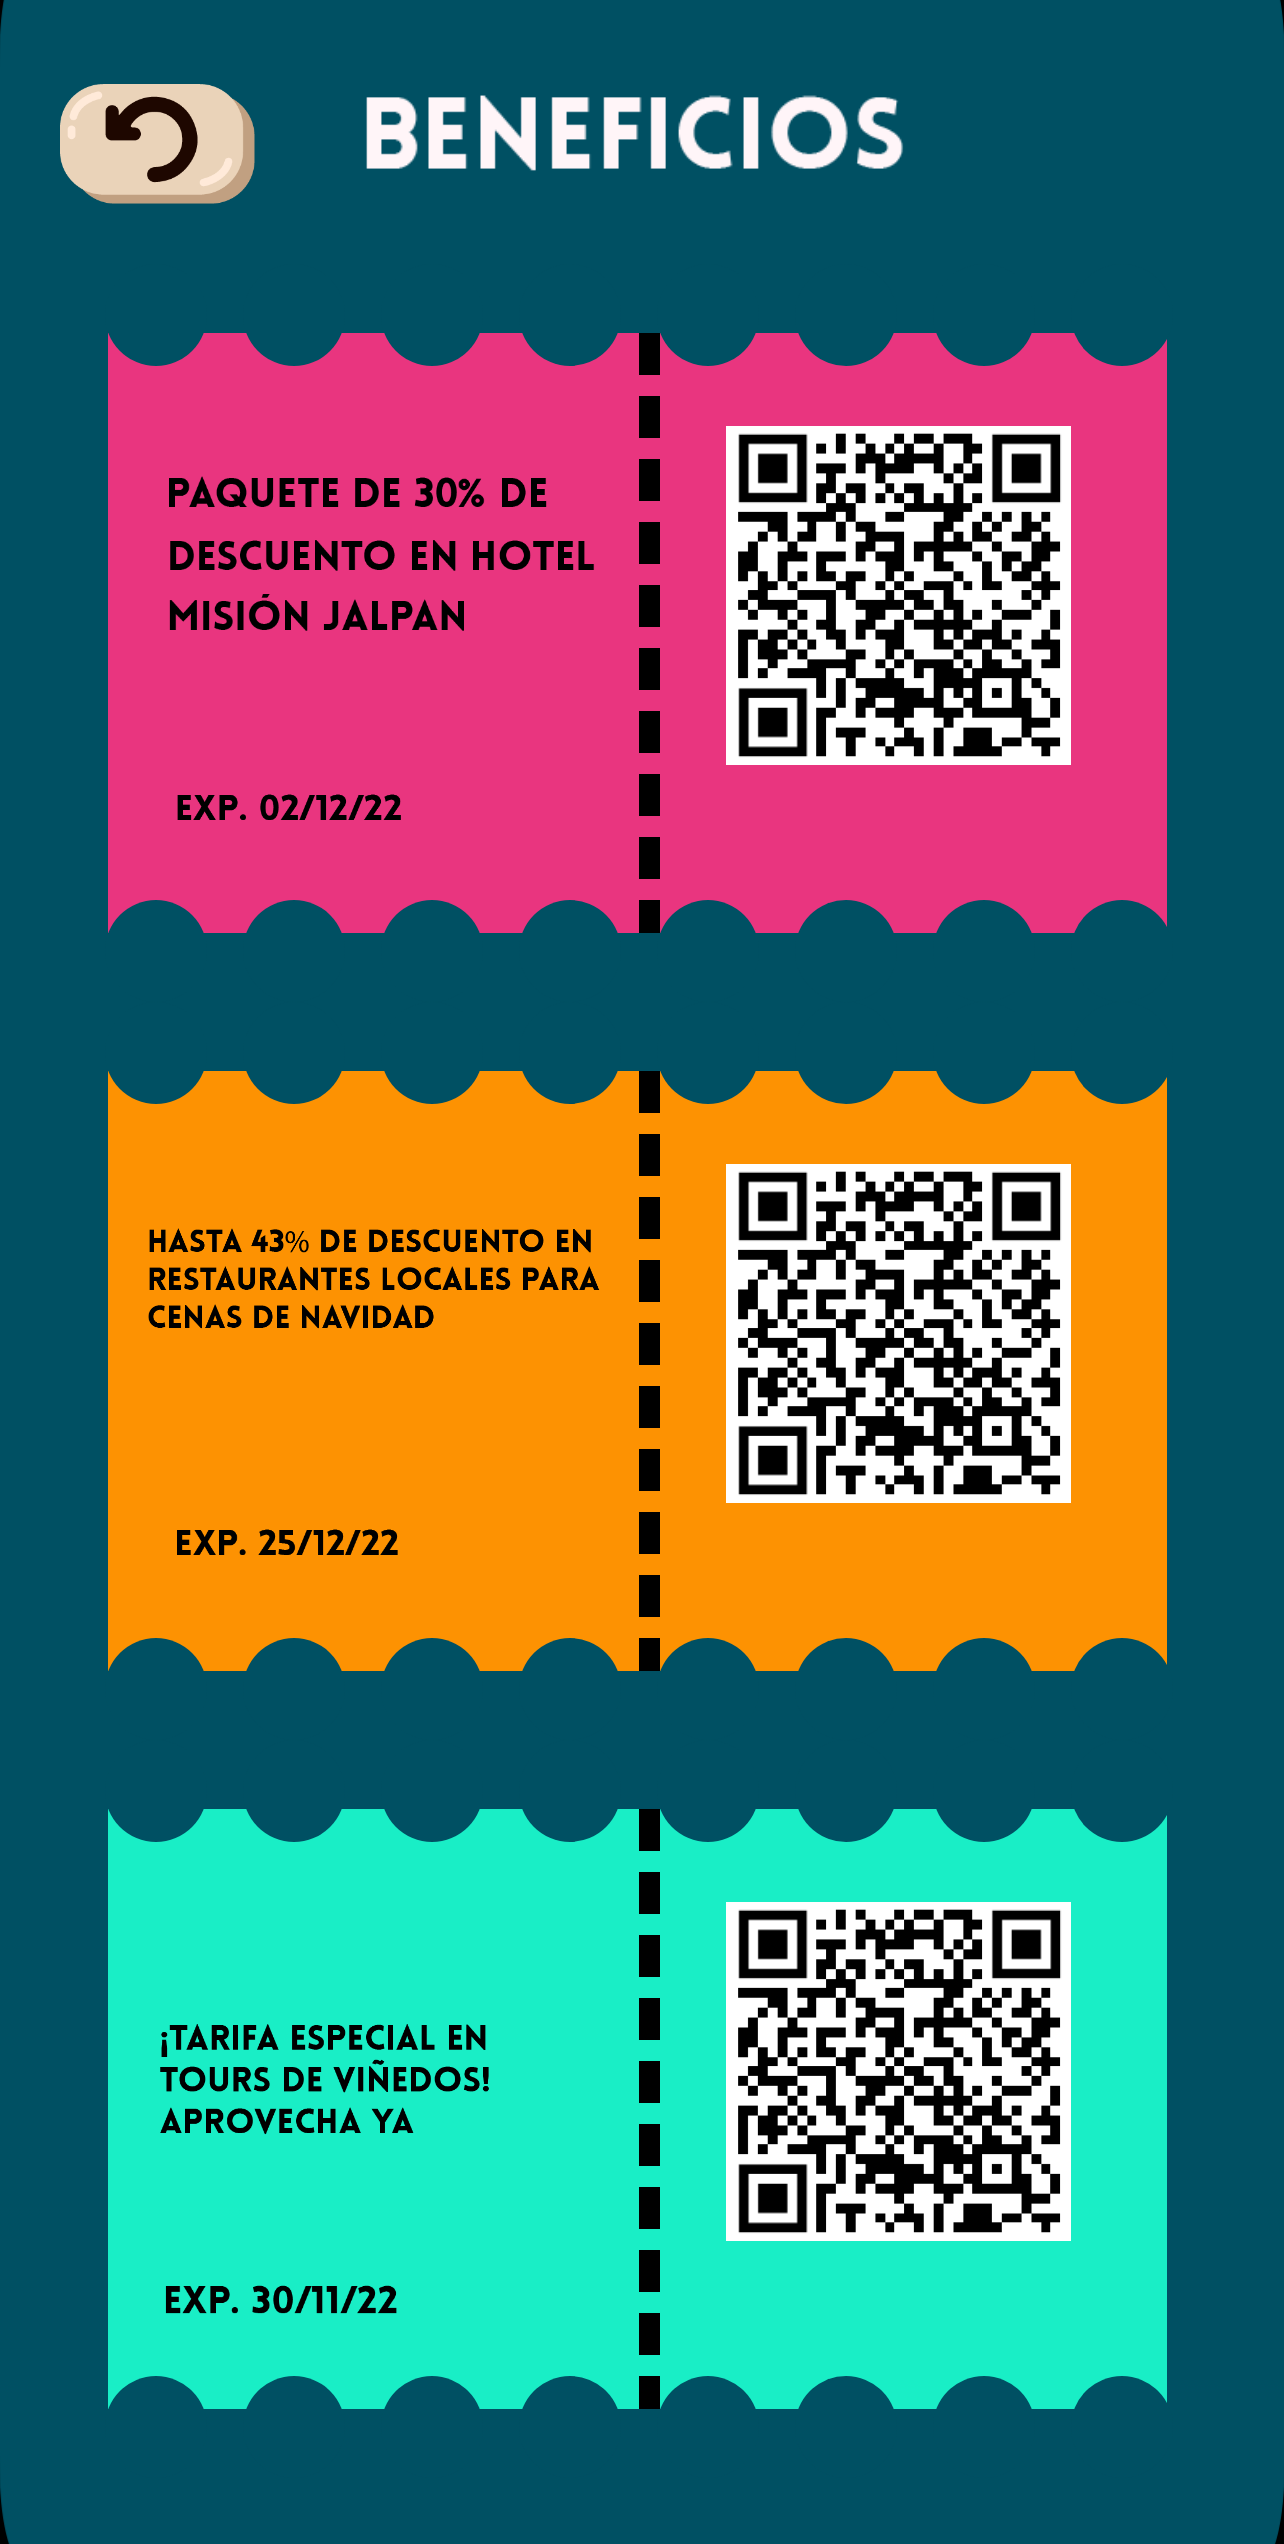 BENEFICIOS
PAQUETE DE 30% DE
DESCUENTO EN HOTEL
MISIÓN JALPAN
EXP. 02/12/22
HASTA 43% DE DESCUENTO EN
RESTAURANTES LOCALES PARA
CENAS DE NAVIDAD
EXP. 25/12/22
¡TARIFA ESPECIAL EN
TOURS DE VIÑEDOS!
APROVECHA YA
EXP. 30/11/22